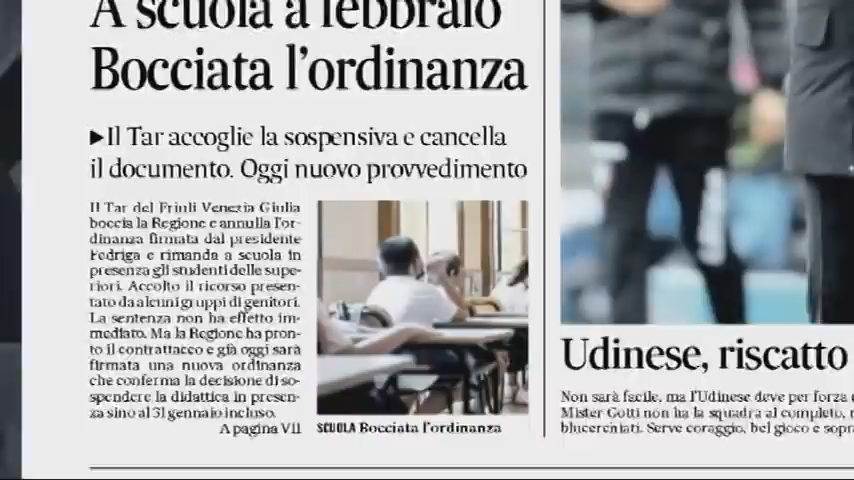 A scuola a febbraio
Bocciata l'ordinanza
▶Il Tar accoglie la sospensiva e cancella
il documento. Oggi nuovo provvedimento
Il Tar del Friuli Venezia Giulia
boccia la Regione e annulla l'or-
dinanza firmata dal presidente
Fedriga e rimanda a scuola in
presenza gli studenti delle supe-
riori. Accolto il ricorso presen-
tato da alcuni gruppi di genitori.
La sentenza non ha effetto im-
mediato. Ma la Regione ha pron-
to il contrattacco e già oggi sarà
firmata una nuova ordinanza
che conferma la decisione di so-
spendere la didattica in presen-
za sino al 31 gennaio incluso.
A pagina VII
SCUOLA Bocciata l'ordinanza
Udinese, riscatto
Non sarà facile, ma l'Udinese deve per forza
Mister Gotti non ha la squadra al completo,
blucerchiati. Serve coraggio, bel gioco e sopr